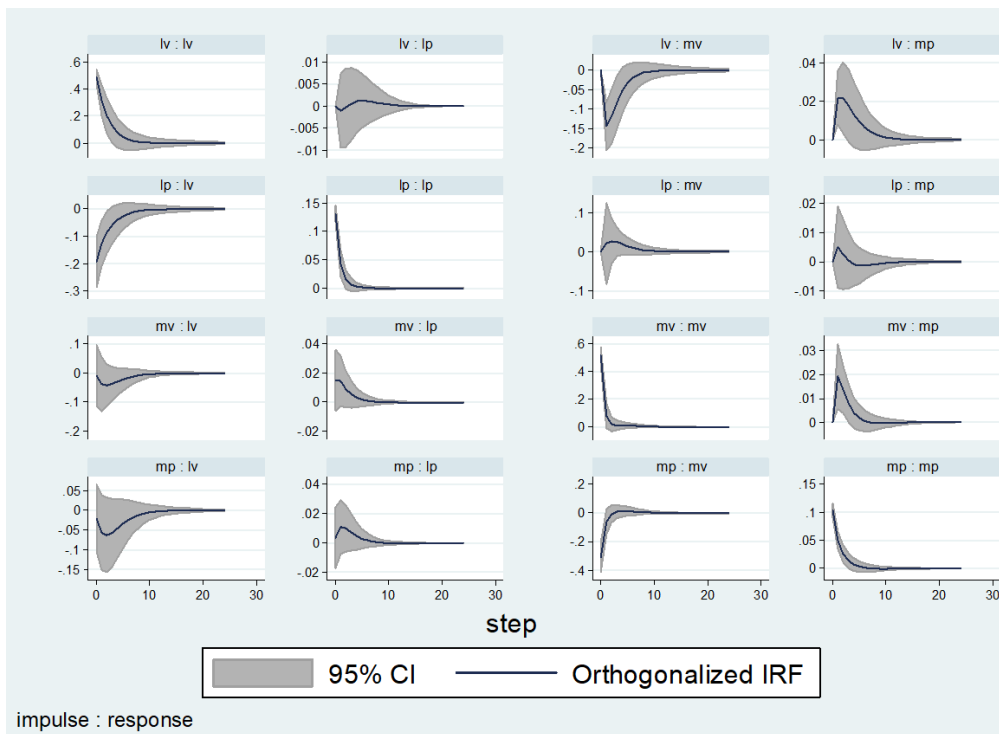 lv : lv
.6
.4
.2
0
lv : lp
.01
.005
0
-.005
-.01
lv : mv
0
-.05
-.1
-.15
-.2
lv : mp
.04
.02
0
lp : lv
.1
0
-.1
-.2
-.3
lp : lp
.15
.1
.05
0
lp : mv
.1
0
-.1
lp : mp
.02
.01
0
-.01
mv : lv
.1
0
-.1
-.2
mv : lp
.04
.02
0
-.02
mv : mv
.6
.4
.2
0
mv : mp
.03
.02
.01
0
mp : lv
.05
0
-.05
-.1
-.15
mp : lp
.04
.02
0
-.02
mp : mv
.2
0
-.2
-.4
mp : mp
.15
.1
.05
0
0 10 20 30
0 10 20 30
0 10 20 30
0 10 20 30
step
95% CI
Orthogonalized IRF
impulse : response